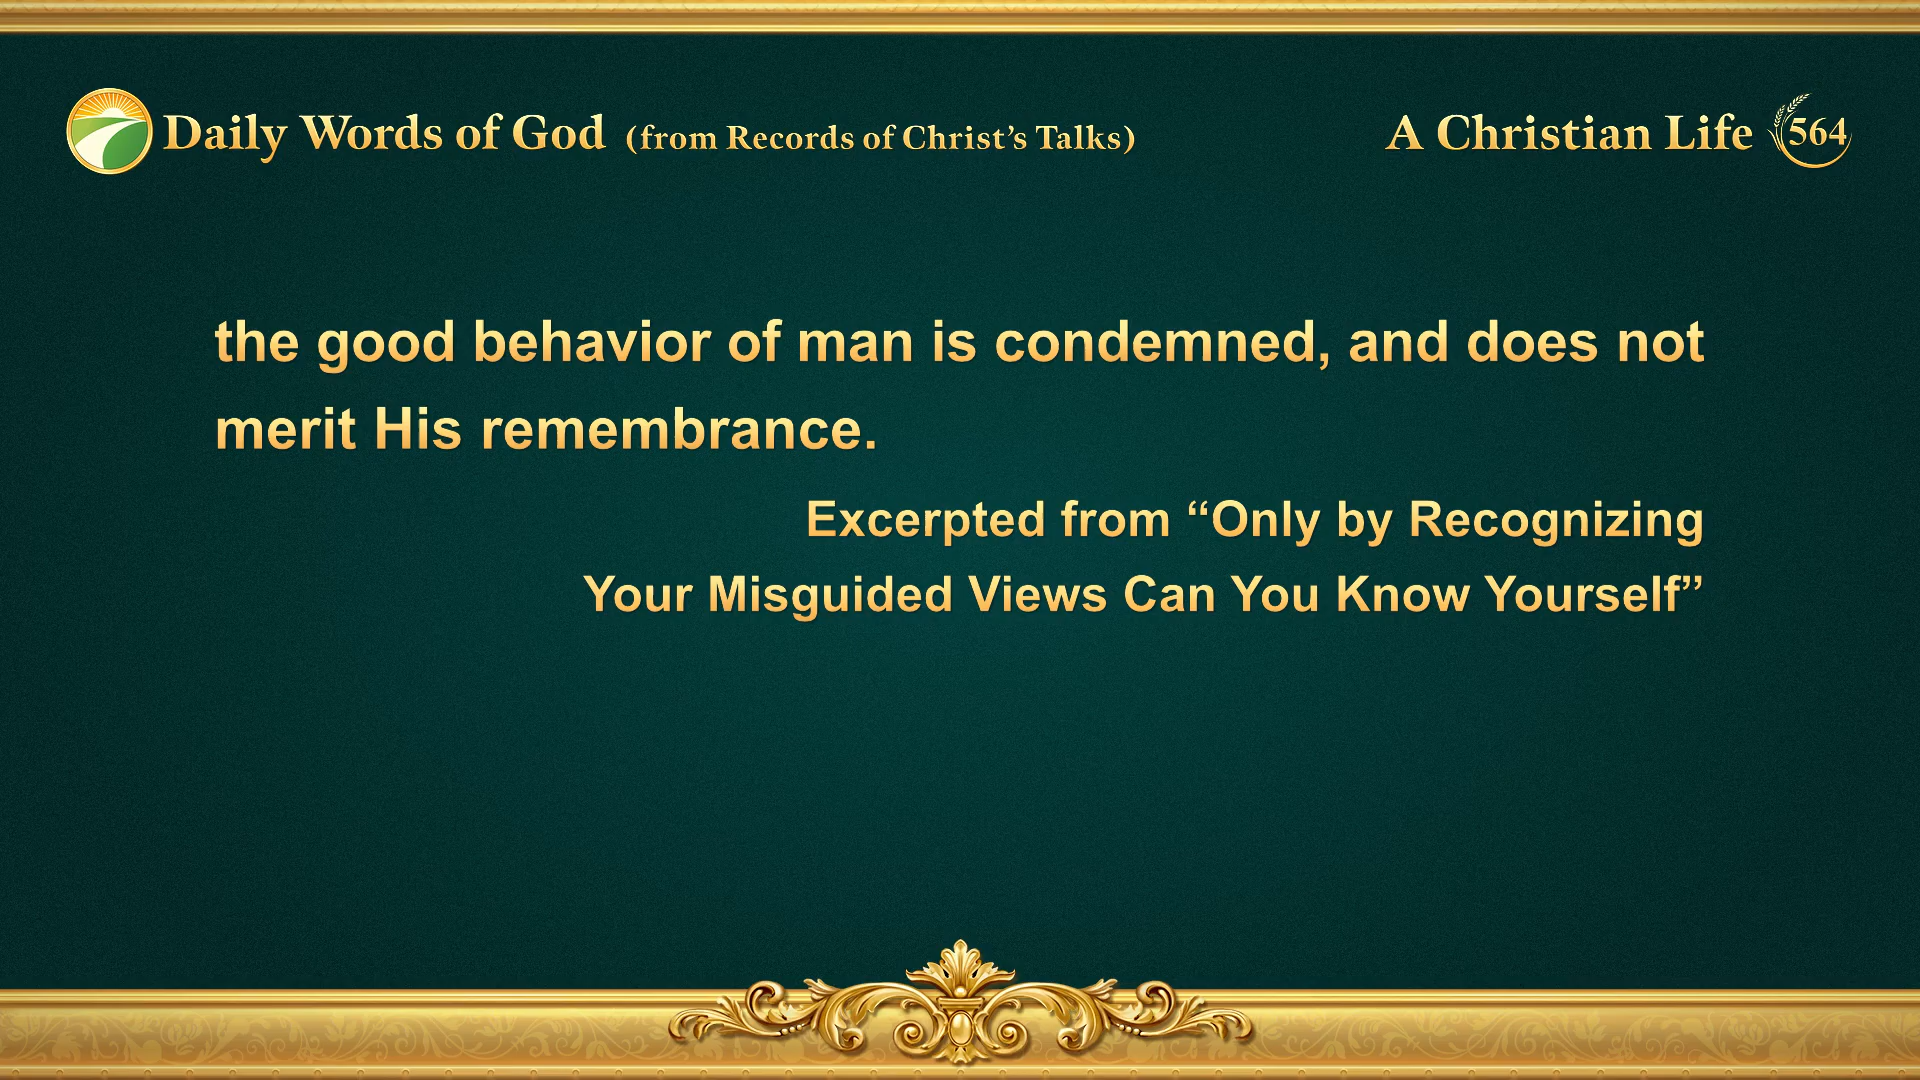 Daily Words of God (from Records of Christ’s Talks)
A Christian Life 564
the good behavior of man is condemned, and does not
merit His remembrance.
Excerpted from “Only by Recognizing
Your Misguided Views Can You Know Yourself”